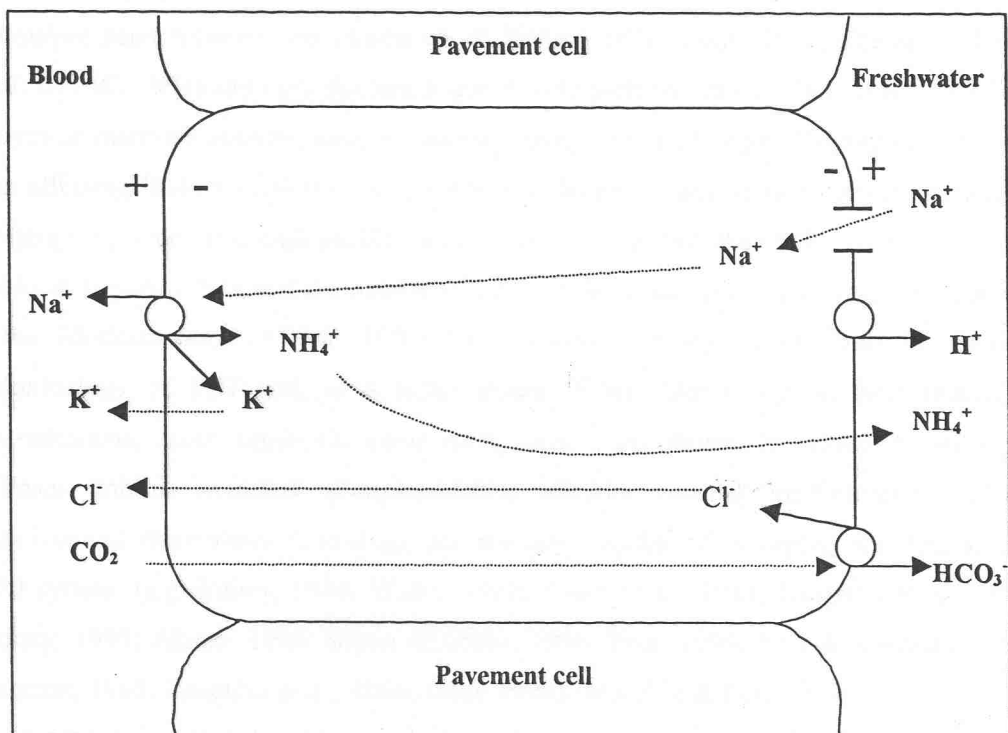 Pavement cell
Blood
Freshwater
+ -
- +
Na⁺
Na⁺
Na⁺
NH₄⁺
H⁺
K⁺
K⁺
NH₄⁺
Cl⁻
Cl⁻
CO₂
HCO₃⁻
Pavement cell